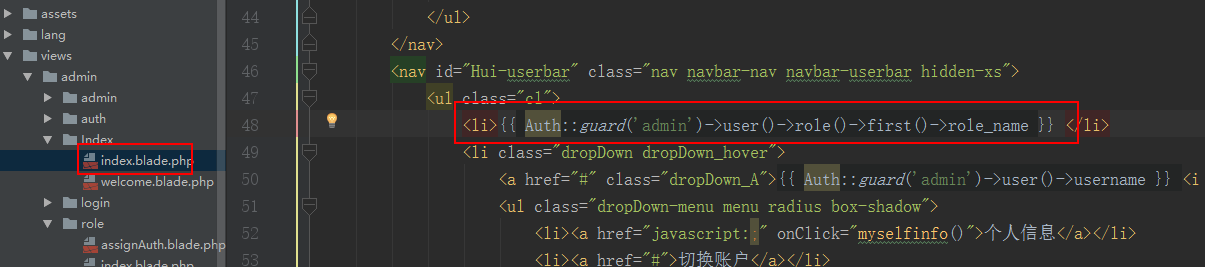 assets
lang
views
admin
admin
auth
Index
index.blade.php
welcome.blade.php
login
role
assignAuth.blade.php
index.blade.php
44 </ul>
45 </nav>
46 <nav id="Hui-userbar" class="nav navbar-nav navbar-userbar hidden-xs">
47 <ul class="cl">
48 <li>{{ Auth::guard('admin')->user()->role()->first()->role_name }} </li>
49 <li class="dropDown dropDown_hover">
50 <a href="#" class="dropDown_A">{{ Auth::guard('admin')->user()->username }} <i
51 <ul class="dropDown-menu menu radius box-shadow">
52 <li><a href="javascript:;" onClick="myselfinfo()">个人信息</a></li>
53 <li><a href="#">切换账户</a></li>